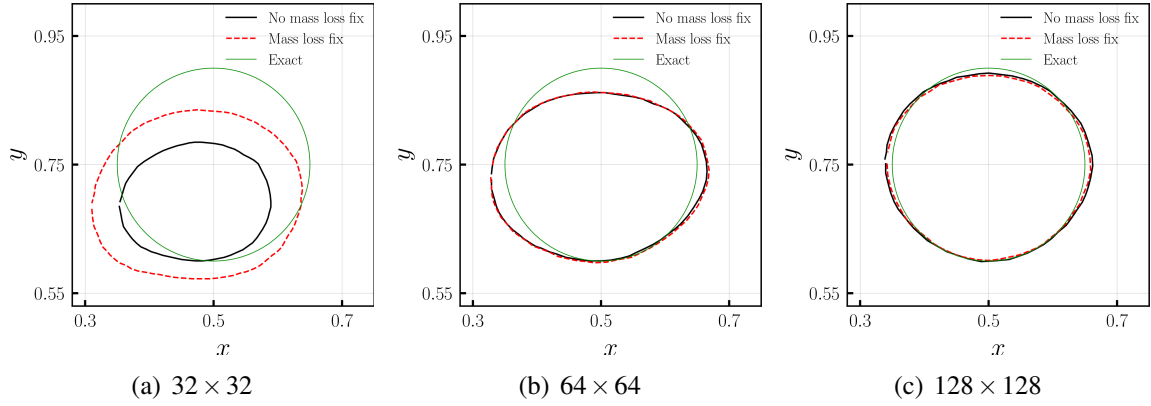 No mass loss fix
Mass loss fix
Exact
0.95
0.75
0.55
y
0.3
0.5
0.7
x
(a) 32 × 32
No mass loss fix
Mass loss fix
Exact
0.95
0.75
0.55
y
0.3
0.5
0.7
x
(b) 64 × 64
No mass loss fix
Mass loss fix
Exact
0.95
0.75
0.55
y
0.3
0.5
0.7
x
(c) 128 × 128